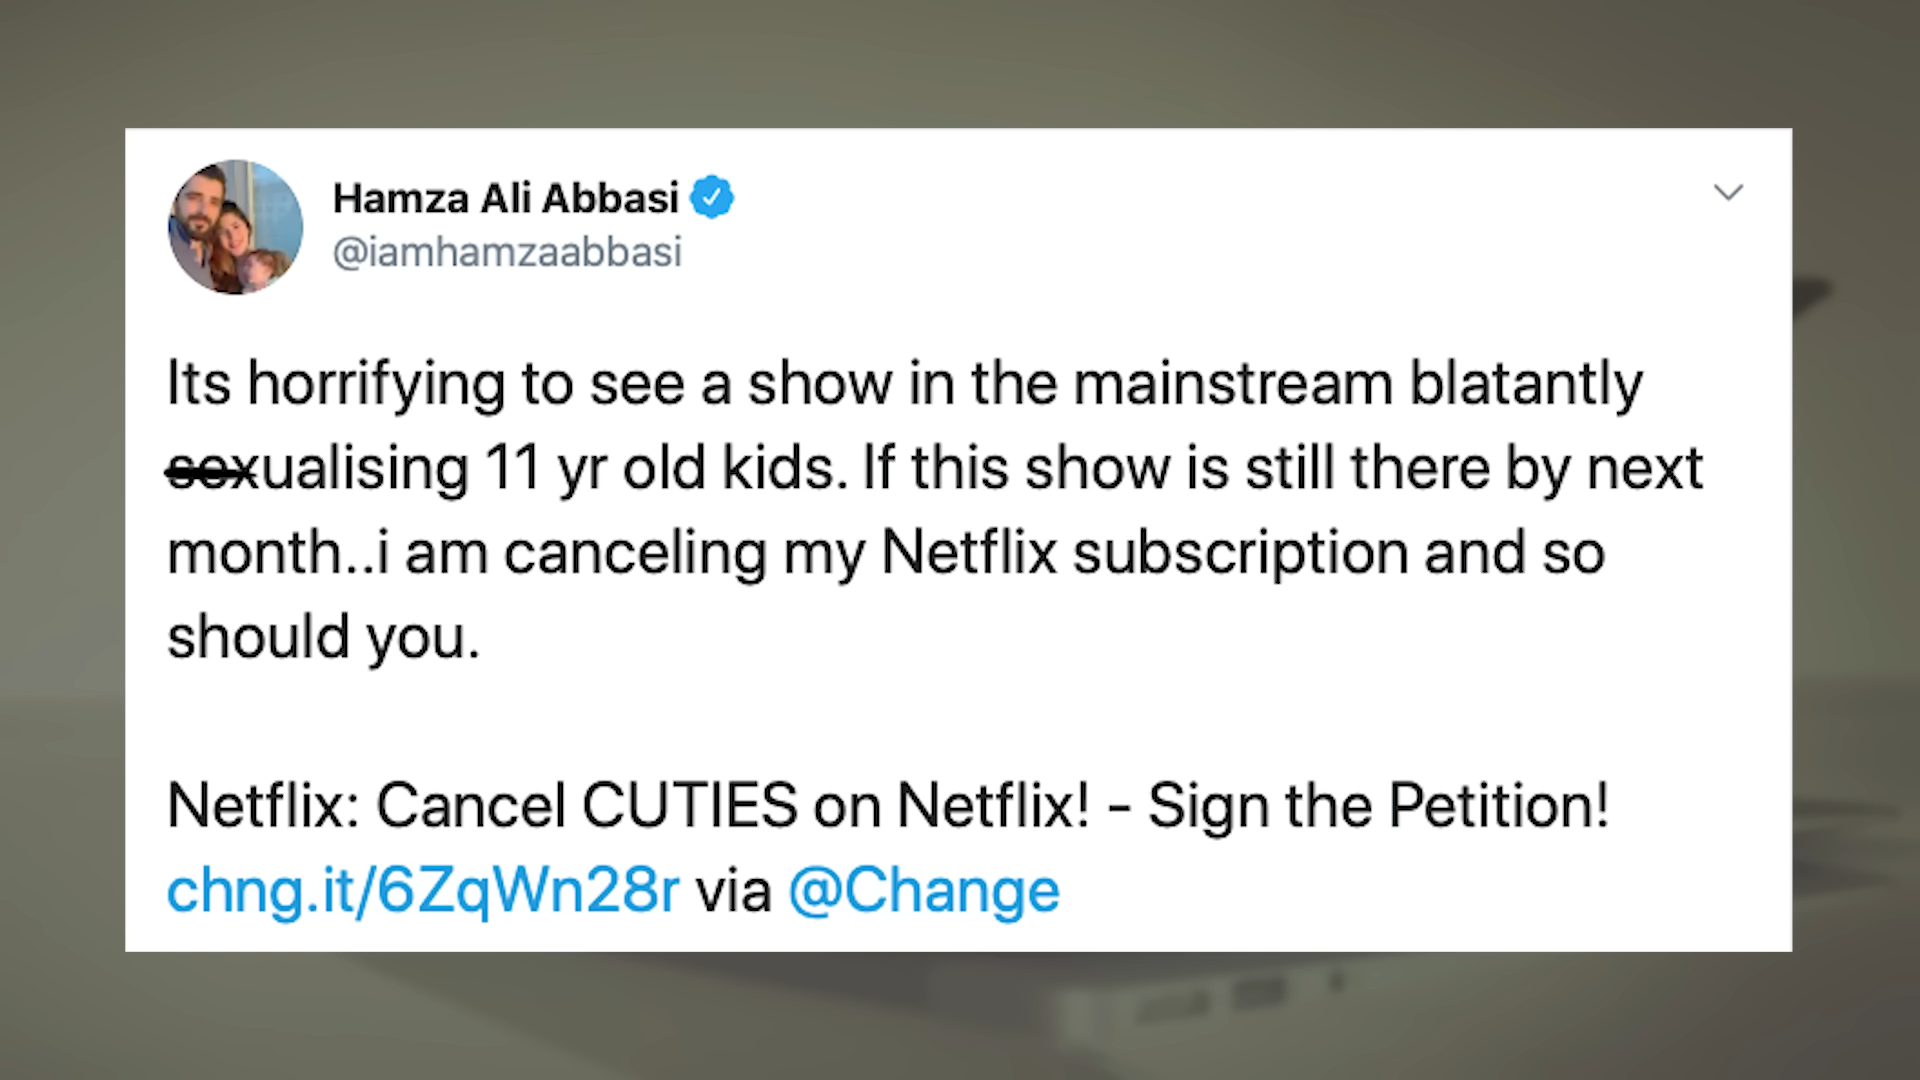 Hamza Ali Abbasi
@iamhamzaabbasi
Its horrifying to see a show in the mainstream blatantly
sexualising 11 yr old kids. If this show is still there by next
month..i am canceling my Netflix subscription and so
should you.
Netflix: Cancel CUTIES on Netflix! - Sign the Petition!
chng.it/6ZqWn28r via @Change